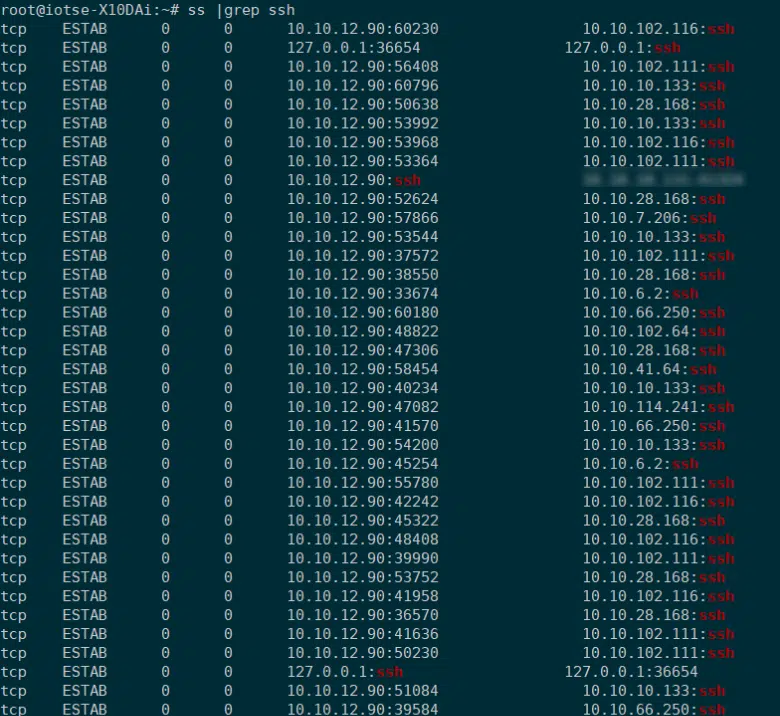 root@iotse-X10DAi:~# ss |grep ssh
tcp ESTAB 0 0 10.10.12.90:60230 10.10.102.116:ssh
tcp ESTAB 0 0 127.0.0.1:36654 127.0.0.1:ssh
tcp ESTAB 0 0 10.10.12.90:56408 10.10.102.111:ssh
tcp ESTAB 0 0 10.10.12.90:60796 10.10.10.133:ssh
tcp ESTAB 0 0 10.10.12.90:50638 10.10.28.168:ssh
tcp ESTAB 0 0 10.10.12.90:53992 10.10.10.133:ssh
tcp ESTAB 0 0 10.10.12.90:53968 10.10.102.116:ssh
tcp ESTAB 0 0 10.10.12.90:53364 10.10.102.111:ssh
tcp ESTAB 0 0 10.10.12.90:ssh
tcp ESTAB 0 0 10.10.12.90:52624 10.10.28.168:ssh
tcp ESTAB 0 0 10.10.12.90:57866 10.10.7.206:ssh
tcp ESTAB 0 0 10.10.12.90:53544 10.10.10.133:ssh
tcp ESTAB 0 0 10.10.12.90:37572 10.10.102.111:ssh
tcp ESTAB 0 0 10.10.12.90:38550 10.10.28.168:ssh
tcp ESTAB 0 0 10.10.12.90:33674 10.10.6.2:ssh
tcp ESTAB 0 0 10.10.12.90:60180 10.10.66.250:ssh
tcp ESTAB 0 0 10.10.12.90:48822 10.10.102.64:ssh
tcp ESTAB 0 0 10.10.12.90:47306 10.10.28.168:ssh
tcp ESTAB 0 0 10.10.12.90:58454 10.10.41.64:ssh
tcp ESTAB 0 0 10.10.12.90:40234 10.10.10.133:ssh
tcp ESTAB 0 0 10.10.12.90:47082 10.10.114.241:ssh
tcp ESTAB 0 0 10.10.12.90:41570 10.10.66.250:ssh
tcp ESTAB 0 0 10.10.12.90:54200 10.10.10.133:ssh
tcp ESTAB 0 0 10.10.12.90:45254 10.10.6.2:ssh
tcp ESTAB 0 0 10.10.12.90:55780 10.10.102.111:ssh
tcp ESTAB 0 0 10.10.12.90:42242 10.10.102.116:ssh
tcp ESTAB 0 0 10.10.12.90:45322 10.10.28.168:ssh
tcp ESTAB 0 0 10.10.12.90:48408 10.10.102.116:ssh
tcp ESTAB 0 0 10.10.12.90:39990 10.10.102.111:ssh
tcp ESTAB 0 0 10.10.12.90:53752 10.10.28.168:ssh
tcp ESTAB 0 0 10.10.12.90:41958 10.10.102.116:ssh
tcp ESTAB 0 0 10.10.12.90:36570 10.10.28.168:ssh
tcp ESTAB 0 0 10.10.12.90:41636 10.10.102.111:ssh
tcp ESTAB 0 0 10.10.12.90:50230 10.10.102.111:ssh
tcp ESTAB 0 0 127.0.0.1:ssh 127.0.0.1:36654
tcp ESTAB 0 0 10.10.12.90:51084 10.10.10.133:ssh
tcp ESTAB 0 0 10.10.12.90:39584 10.10.66.250:ssh